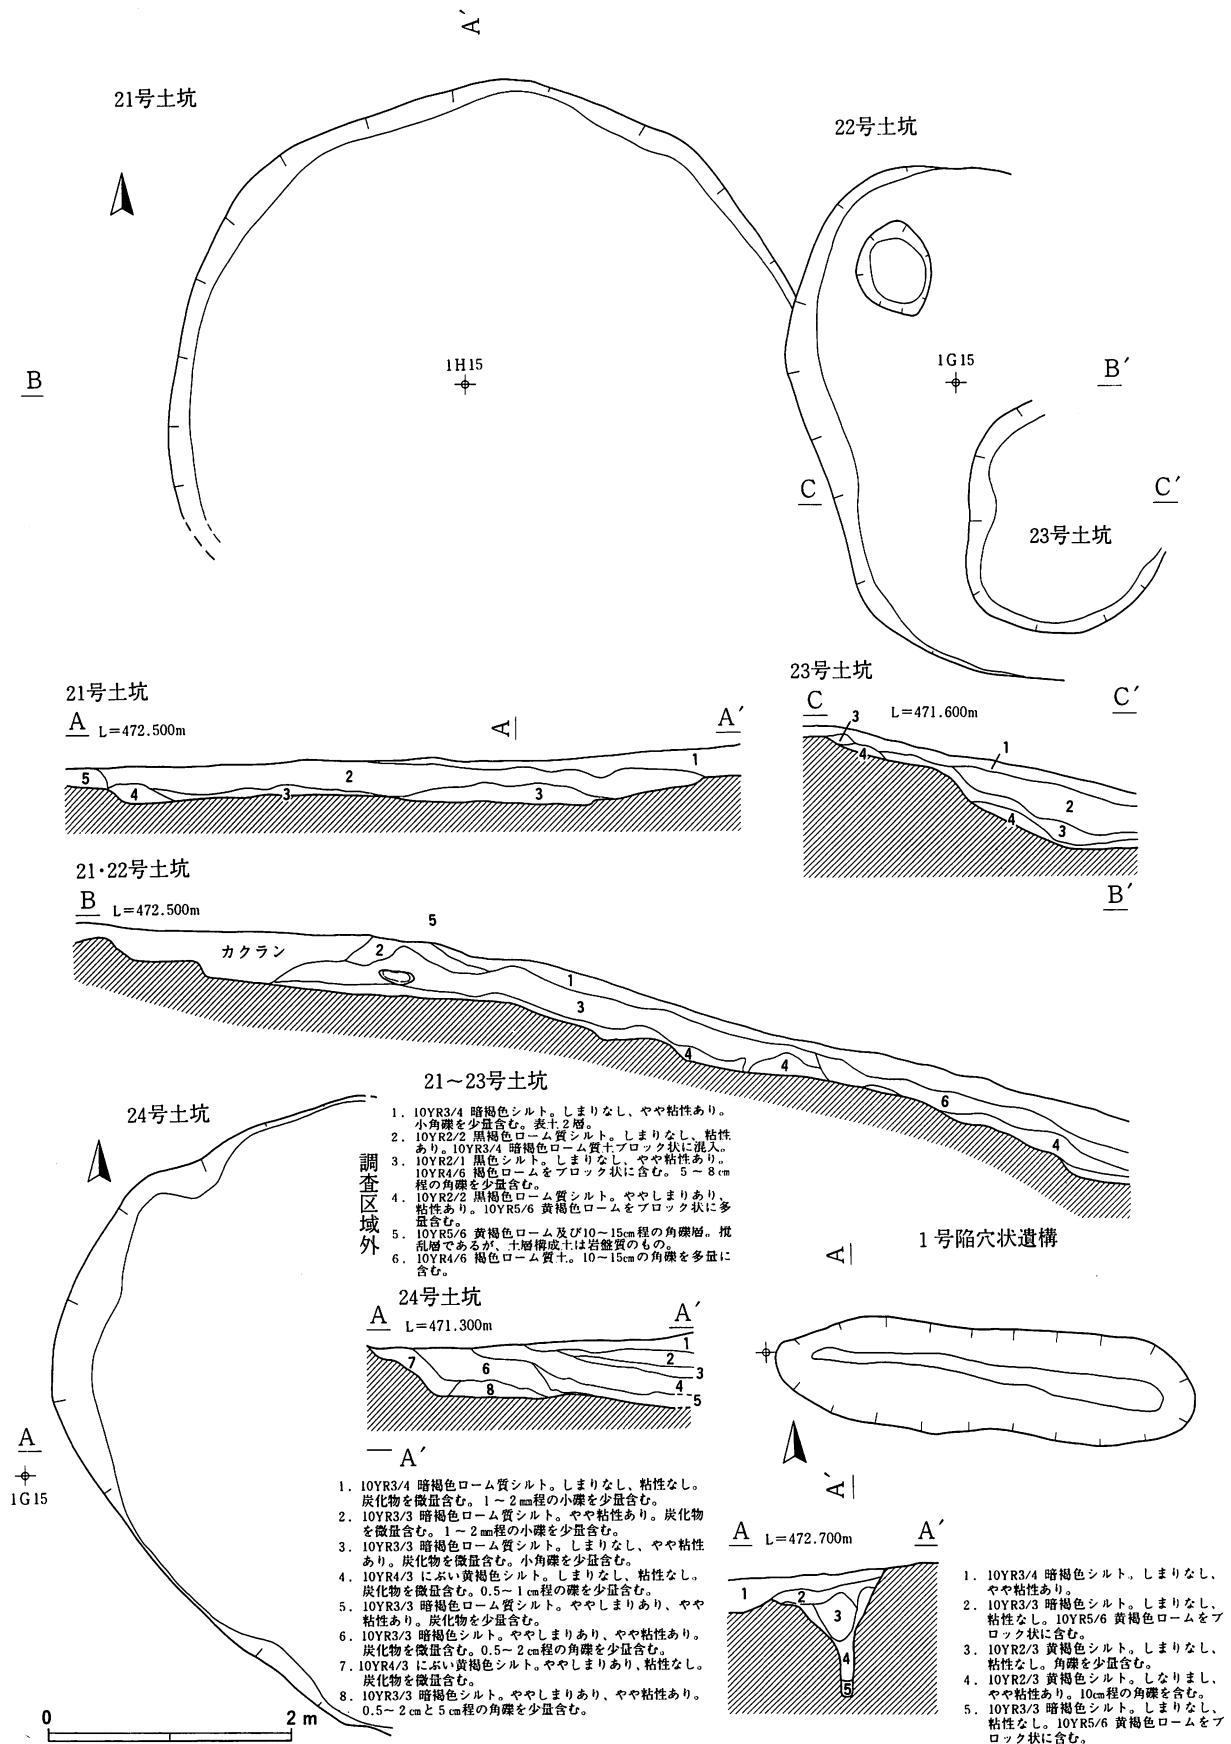 A'
21号土坑
22号土坑
1H15
1G15
B
B'
C
C'
23号土坑
21号土坑
A L=472.500m
A
A'
5
4
3
2
3
1
23号土坑
C
L=471.600m
C'
3
4
1
2
4
3
21・22号土坑
B L=472.500m
B'
5
カクラン
2
1
3
4
4
6
4
24号土坑
21～23号土坑
1. 10YR3/4 暗褐色シルト。しまりなし、やや粘性あり。
小角礫を少量含む。表土2層。
2. 10YR2/2 黒褐色ローム質シルト。しまりなし、粘性
あり。10YR3/4 暗褐色ローム質土ブロック状に混入。
3. 10YR2/1 黒色シルト。しまりなし、やや粘性あり。
10YR4/6 褐色ロームをブロック状に含む。5～8㎝
程の角礫を少量含む。
4. 10YR2/2 黒褐色ローム質シルト。ややしまりあり、
粘性あり。10YR5/6 黄褐色ロームをブロック状に多
量含む。
5. 10YR5/6 黄褐色ローム及び10～15㎝程の角礫層。撹
乱層であるが、土層構成土は岩盤質のもの。
6. 10YR4/6 褐色ローム質土。10～15㎝の角礫を多量に
含む。
調査区域外
24号土坑
A L=471.300m
A'
7
6
8
1
2
3
4
5
A
1G15
A'
1. 10YR3/4 暗褐色ローム質シルト。しまりなし、粘性なし。
炭化物を微量含む。1～2㎜程の小礫を少量含む。
2. 10YR3/3 暗褐色ローム質シルト。やや粘性あり。炭化物
を微量含む。1～2㎜程の小礫を少量含む。
3. 10YR3/3 暗褐色ローム質シルト。しまりなし、やや粘性
あり。炭化物を微量含む。小角礫を少量含む。
4. 10YR4/3 にぶい黄褐色シルト。しまりなし、粘性なし。
炭化物を微量含む。0.5～1㎝程の礫を少量含む。
5. 10YR3/3 暗褐色ローム質シルト。ややしまりあり、やや
粘性あり。炭化物を少量含む。
6. 10YR3/3 暗褐色シルト。ややしまりあり、やや粘性あり。
炭化物を微量含む。0.5～2㎝程の角礫を少量含む。
7. 10YR4/3 にぶい黄褐色シルト。ややしまりあり、粘性なし。
炭化物を微量含む。
8. 10YR3/3 暗褐色シルト。ややしまりあり、やや粘性あり。
0.5～2㎝と5㎝程の角礫を少量含む。
0
2 m
1号陥穴状遺構
A
A'
A L=472.700m
A'
1
2
3
4
5
1. 10YR3/4 暗褐色シルト。しまりなし、
やや粘性あり。
2. 10YR3/3 暗褐色シルト。しまりなし、
粘性なし。10YR5/6 黄褐色ロームをブ
ロック状に含む。
3. 10YR2/3 黄褐色シルト。しまりなし、
粘性なし。角礫を少量含む。
4. 10YR2/3 黄褐色シルト。しなりまし、
やや粘性あり。10㎝程の角礫を含む。
5. 10YR3/3 暗褐色シルト。しまりなし、
粘性なし。10YR5/6 黄褐色ロームをブ
ロック状に含む。